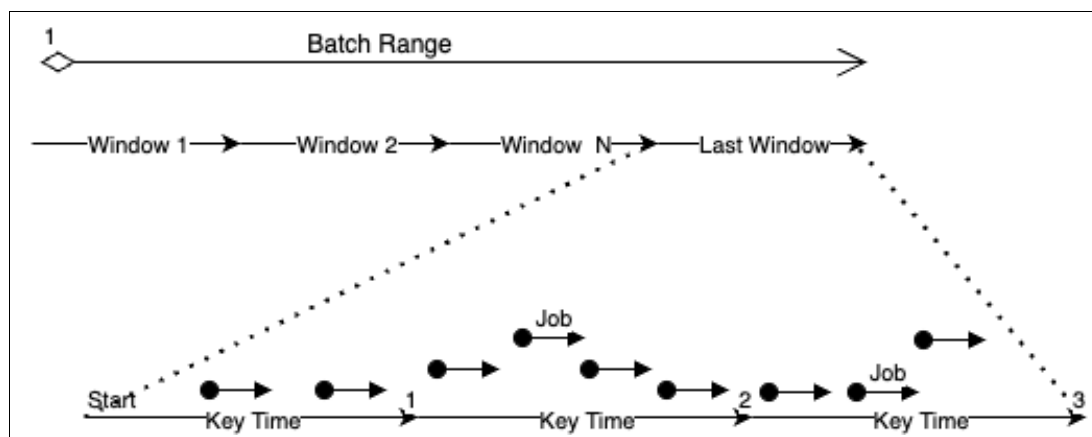 1
Batch Range
Window 1 Window 2 Window N Last Window
Job
Job
Start 1 2 3
Key Time Key Time Key Time